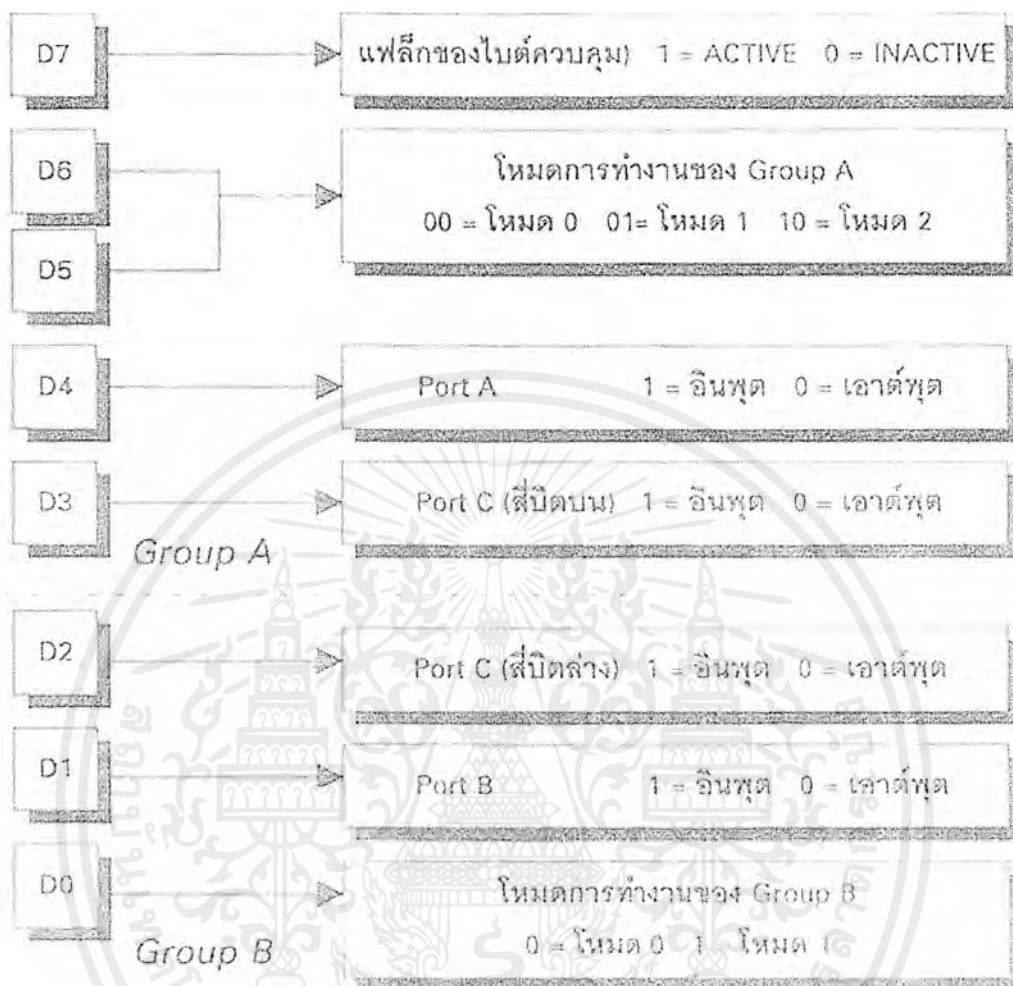 D7
แฟล็กของไบต์ควบคุม) 1 = ACTIVE 0 = INACTIVE
D6
D5
โหมดการทำงานของ Group A
00 = โหมด 0 01= โหมด 1 10 = โหมด 2
D4
Port A 1 = อินพุต 0 = เอาต์พุต
D3
Port C (สี่บิตบน) 1 = อินพุต 0 = เอาต์พุต
Group A
D2
Port C (สี่บิตล่าง) 1 = อินพุต 0 = เอาต์พุต
D1
Port B 1 = อินพุต 0 = เอาต์พุต
D0
โหมดการทำงานของ Group B
0 = โหมด 0 1 = โหมด 1
Group B